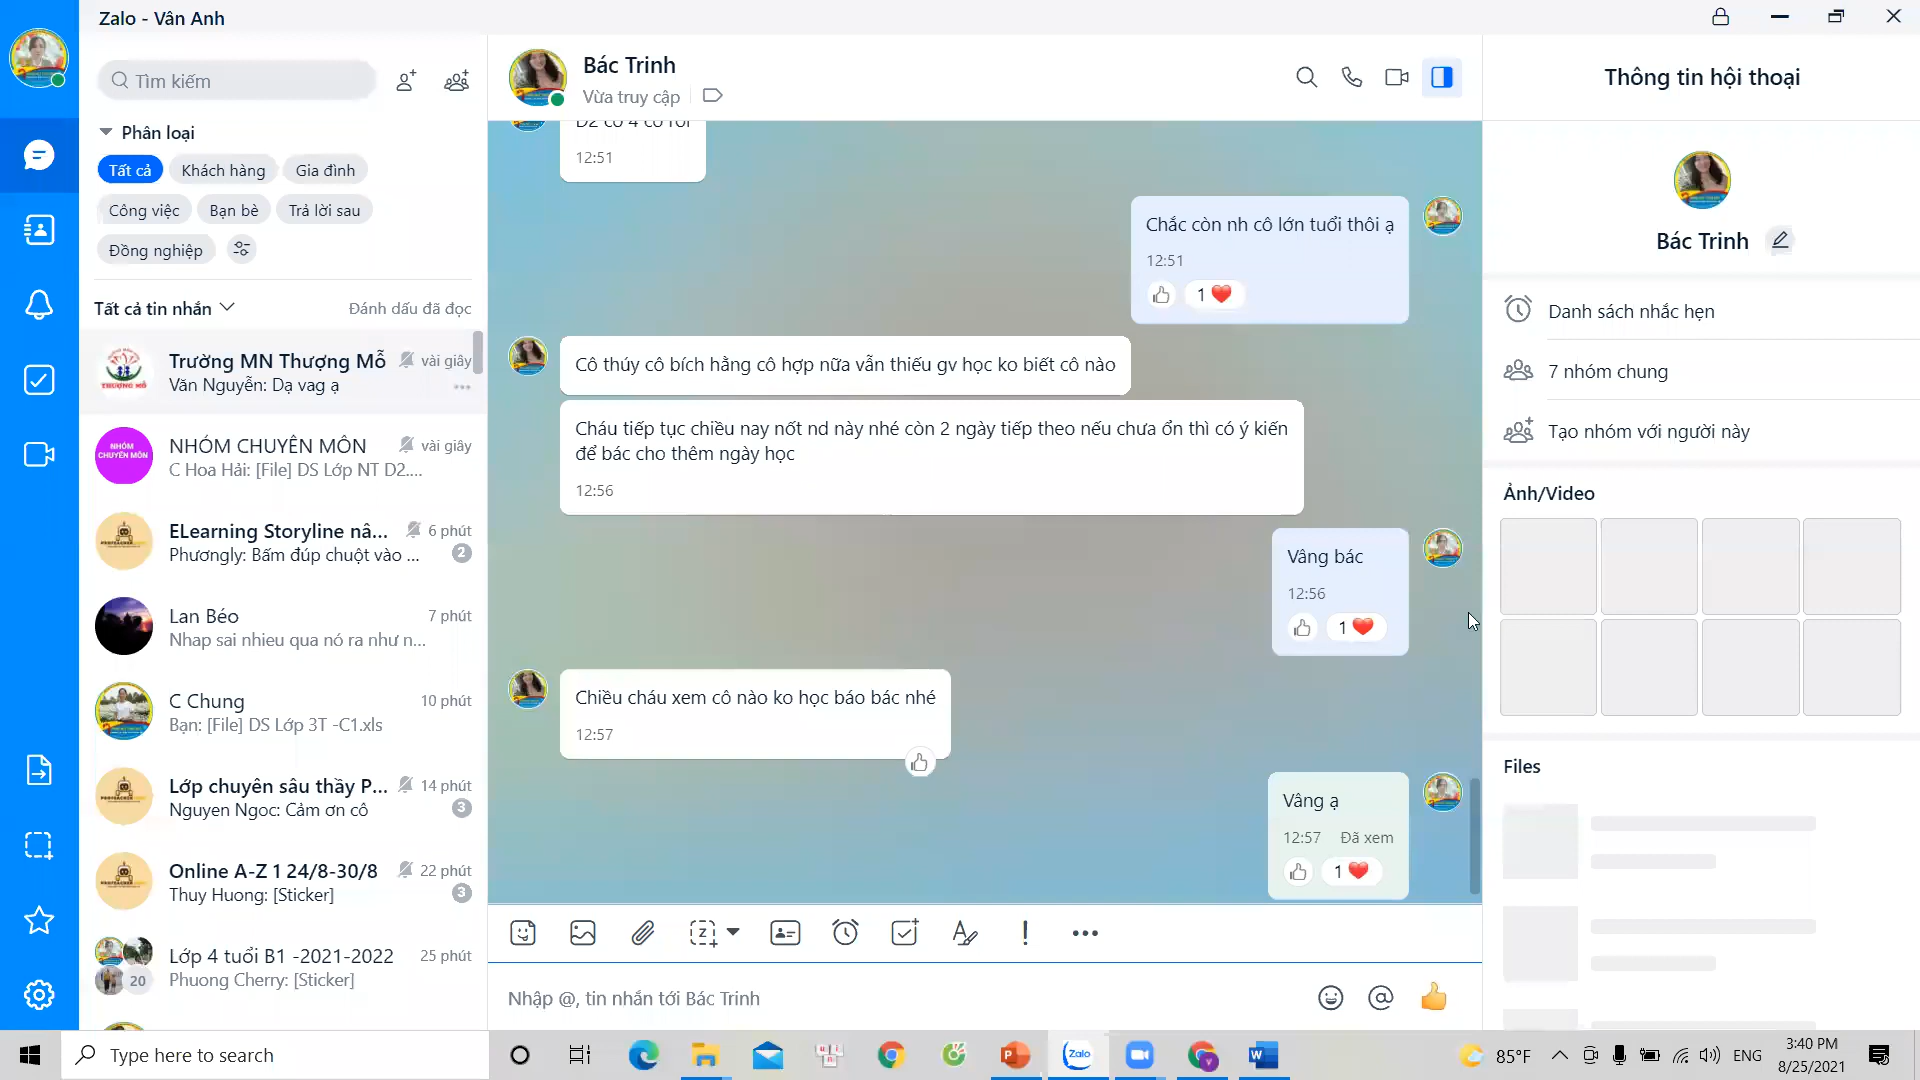 Zalo - Vân Anh
Tìm kiếm
Phân loại
Tất cả
Khách hàng
Gia đình
Công việc
Bạn bè
Trả lời sau
Đồng nghiệp
Tất cả tin nhắn
Đánh dấu đã đọc
Trường MN Thượng Mỗ
vài giây
Văn Nguyễn: Dạ vag ạ
NHÓM CHUYÊN MÔN
vài giây
C Hoa Hải: [File] DS Lớp NT D2....
ELearning Storyline nâ...
6 phút
Phươngly: Bấm đúp chuột vào ...
2
Lan Béo
7 phút
Nhap sai nhieu qua nó ra như n...
C Chung
10 phút
Bạn: [File] DS Lớp 3T -C1.xls
Lớp chuyên sâu thầy P...
14 phút
Nguyen Ngoc: Cảm ơn cô
3
Online A-Z 1 24/8-30/8
22 phút
Thuy Huong: [Sticker]
3
Lớp 4 tuổi B1 -2021-2022
25 phút
Phuong Cherry: [Sticker]
20
Bác Trinh
Vừa truy cập
D2 có 4 cô rồi
12:51
Chắc còn nh cô lớn tuổi thôi ạ
12:51
1
Cô thúy cô bích hằng cô hợp nữa vẫn thiếu gv học ko biết cô nào
Cháu tiếp tục chiều nay nốt nd này nhé còn 2 ngày tiếp theo nếu chưa ổn thì có ý kiến
để bác cho thêm ngày học
12:56
Vâng bác
12:56
1
Chiều cháu xem cô nào ko học báo bác nhé
12:57
Vâng ạ
12:57 Đã xem
1
Nhập @, tin nhắn tới Bác Trinh
Thông tin hội thoại
Bác Trinh
Danh sách nhắc hẹn
7 nhóm chung
Tạo nhóm với người này
Ảnh/Video
Files
Type here to search
Zalo
85°F
ENG
3:40 PM
8/25/2021